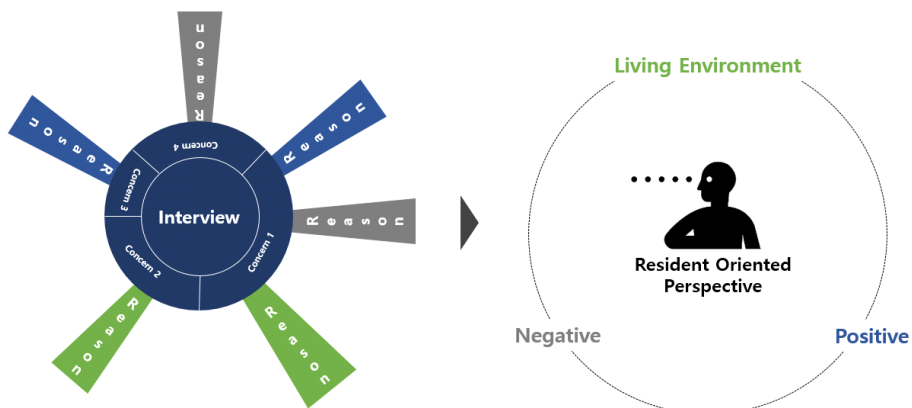 Reason
Reason
Reason
Reason
Reason
Reason
Concern 4
Concern 3
Concern 2
Concern 1
Interview
Living Environment
Resident Oriented
Perspective
Negative
Positive